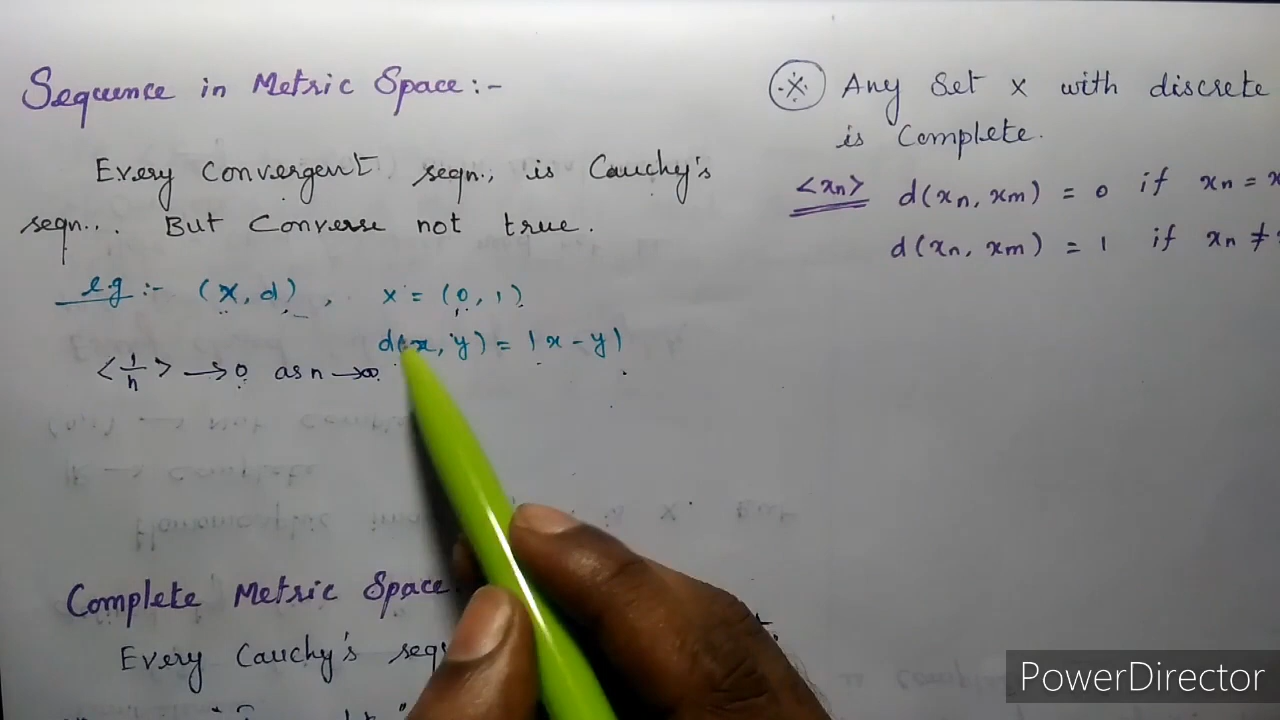 Sequence in Metric Space:-
Every Convergent seqn., is Cauchy's
seqn... But Converse not true.
eg:- (X, d), X = (0, 1)
d(x, y) = |x - y|
<1/n> → 0 as n → ∞
Complete Metric Space
Every Cauchy's seq
Any Set X with discrete
is Complete.
<xn> d(xn, xm) = 0 if xn =
d(xn, xm) = 1 if xn ≠
PowerDirector